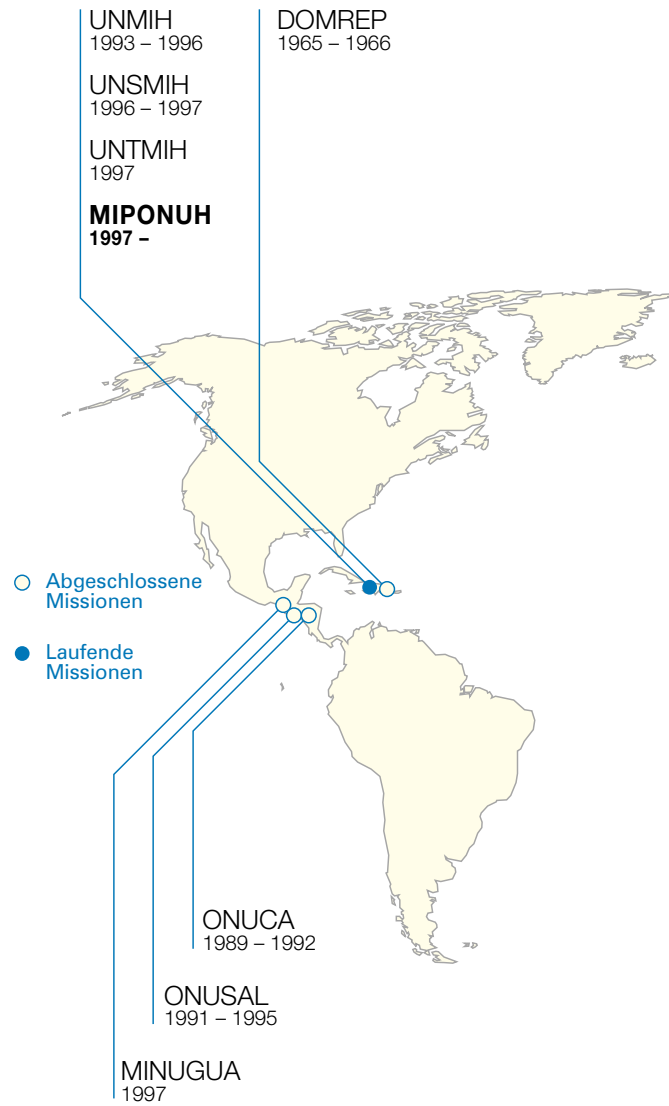 UNMIH
1993 – 1996
UNSMIH
1996 – 1997
UNTMIH
1997
MIPONUH
1997 –
DOMREP
1965 – 1966
Abgeschlossene
Missionen
Laufende
Missionen
ONUCA
1989 – 1992
ONUSAL
1991 – 1995
MINUGUA
1997